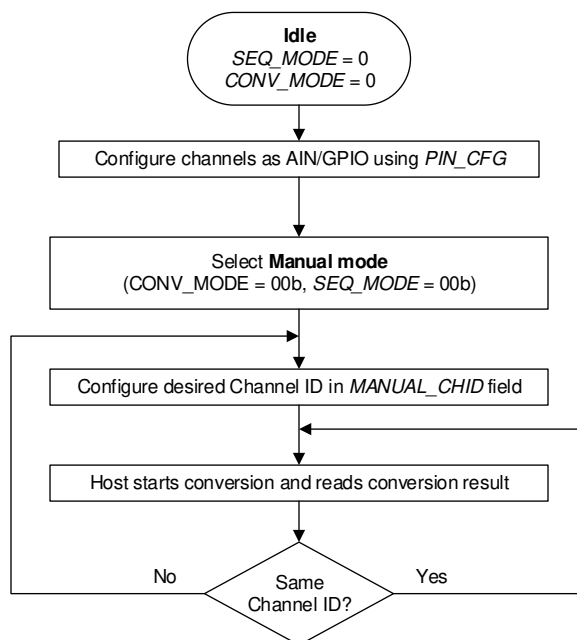 Idle
SEQ_MODE = 0
CONV_MODE = 0
Configure channels as AIN/GPIO using PIN_CFG
Select Manual mode
(CONV_MODE = 00b, SEQ_MODE = 00b)
Configure desired Channel ID in MANUAL_CHID field
Host starts conversion and reads conversion result
No
Same
Channel ID?
Yes